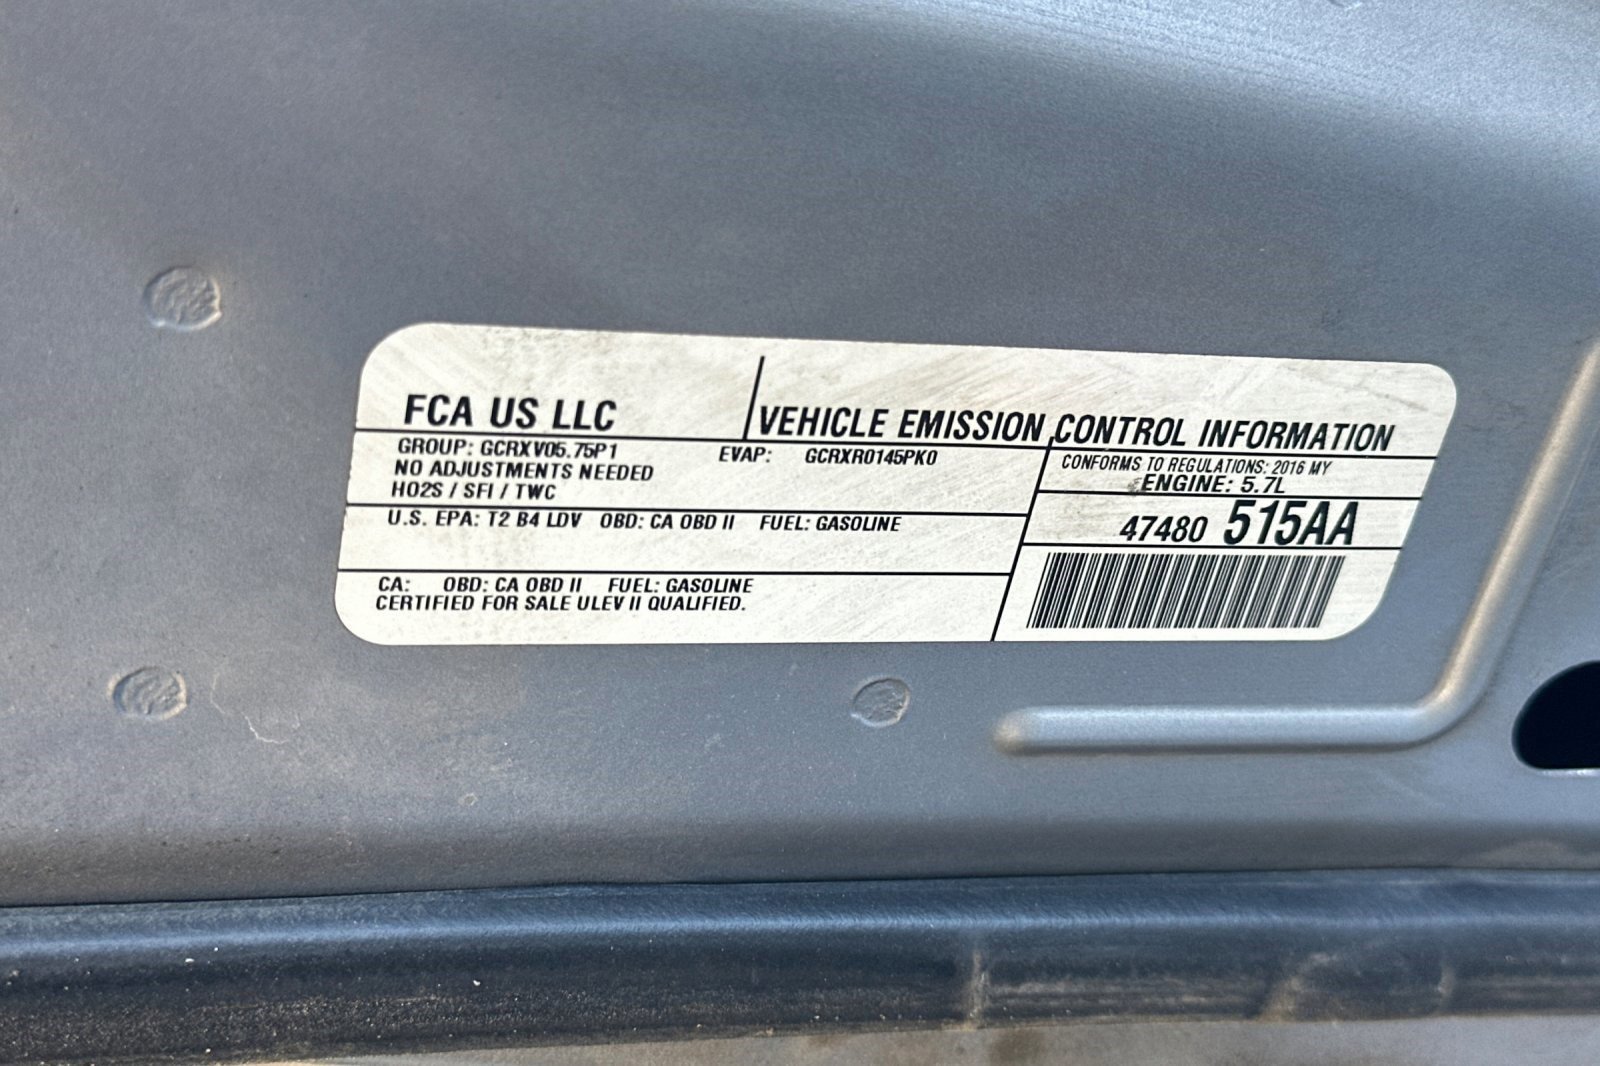 FCA US LLC
VEHICLE EMISSION CONTROL INFORMATION
GROUP: GCRXV05.75P1 EVAP: GCRXR0145PK0
NO ADJUSTMENTS NEEDED
HO2S / SFI / TWC
CONFORMS TO REGULATIONS: 2016 MY
ENGINE: 5.7L
U.S. EPA: T2 B4 LDV OBD: CA OBD II FUEL: GASOLINE
47480 515AA
CA: OBD: CA OBD II FUEL: GASOLINE
CERTIFIED FOR SALE ULEV II QUALIFIED.